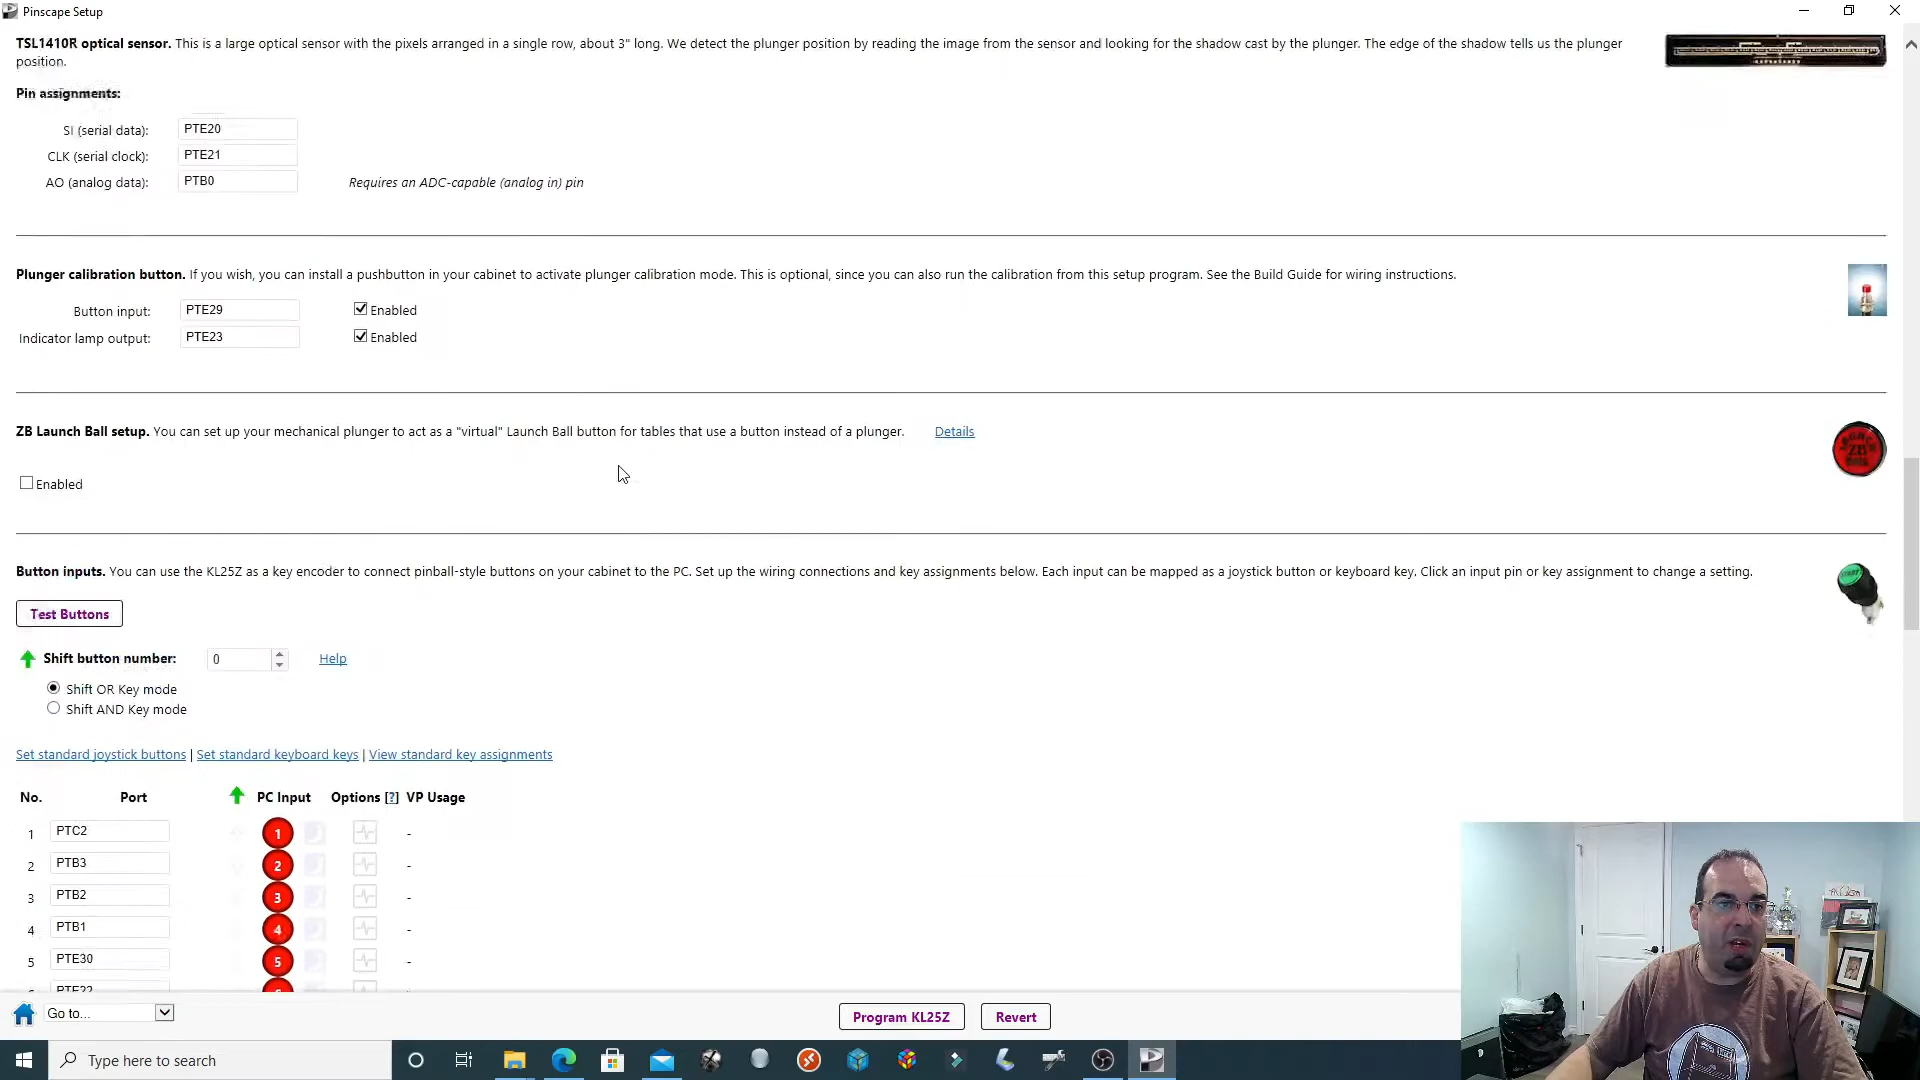 Pinscape Setup
TSL1410R optical sensor. This is a large optical sensor with the pixels arranged in a single row, about 3" long. We detect the plunger position by reading the image from the sensor and looking for the shadow cast by the plunger. The edge of the shadow tells us the plunger
position.
Pin assignments:
SI (serial data): PTE20
CLK (serial clock): PTE21
AO (analog data): PTB0 Requires an ADC-capable (analog in) pin
Plunger calibration button. If you wish, you can install a pushbutton in your cabinet to activate plunger calibration mode. This is optional, since you can also run the calibration from this setup program. See the Build Guide for wiring instructions.
Button input: PTE29 Enabled
Indicator lamp output: PTE23 Enabled
ZB Launch Ball setup. You can set up your mechanical plunger to act as a "virtual" Launch Ball button for tables that use a button instead of a plunger. Details
Enabled
Button inputs. You can use the KL25Z as a key encoder to connect pinball-style buttons on your cabinet to the PC. Set up the wiring connections and key assignments below. Each input can be mapped as a joystick button or keyboard key. Click an input pin or key assignment to change a setting.
Test Buttons
Shift button number: 0 Help
Shift OR Key mode
Shift AND Key mode
Set standard joystick buttons | Set standard keyboard keys | View standard key assignments
No. Port PC Input Options [?] VP Usage
1 PTC2 1 -
2 PTB3 2 -
3 PTB2 3 -
4 PTB1 4 -
5 PTE30 5 -
PTE22
Go to... Program KL25Z Revert
Type here to search